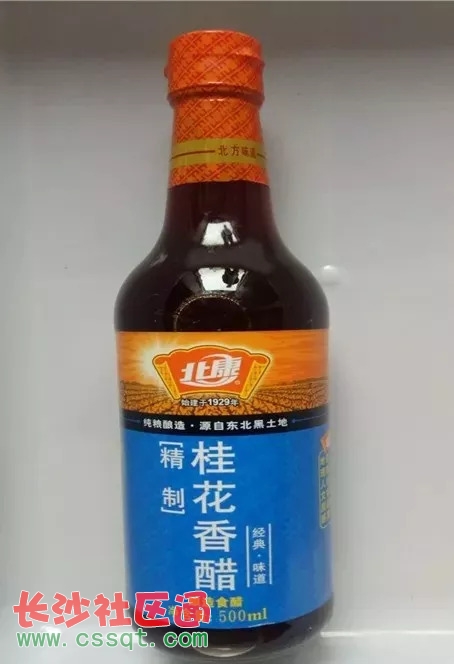 北方味道
北康
始建于1929年
纯粮酿造·源自东北黑土地
[精制]
桂花香醋
经典·味道
食醋
500ml
长沙社区通
www.cssqt.com